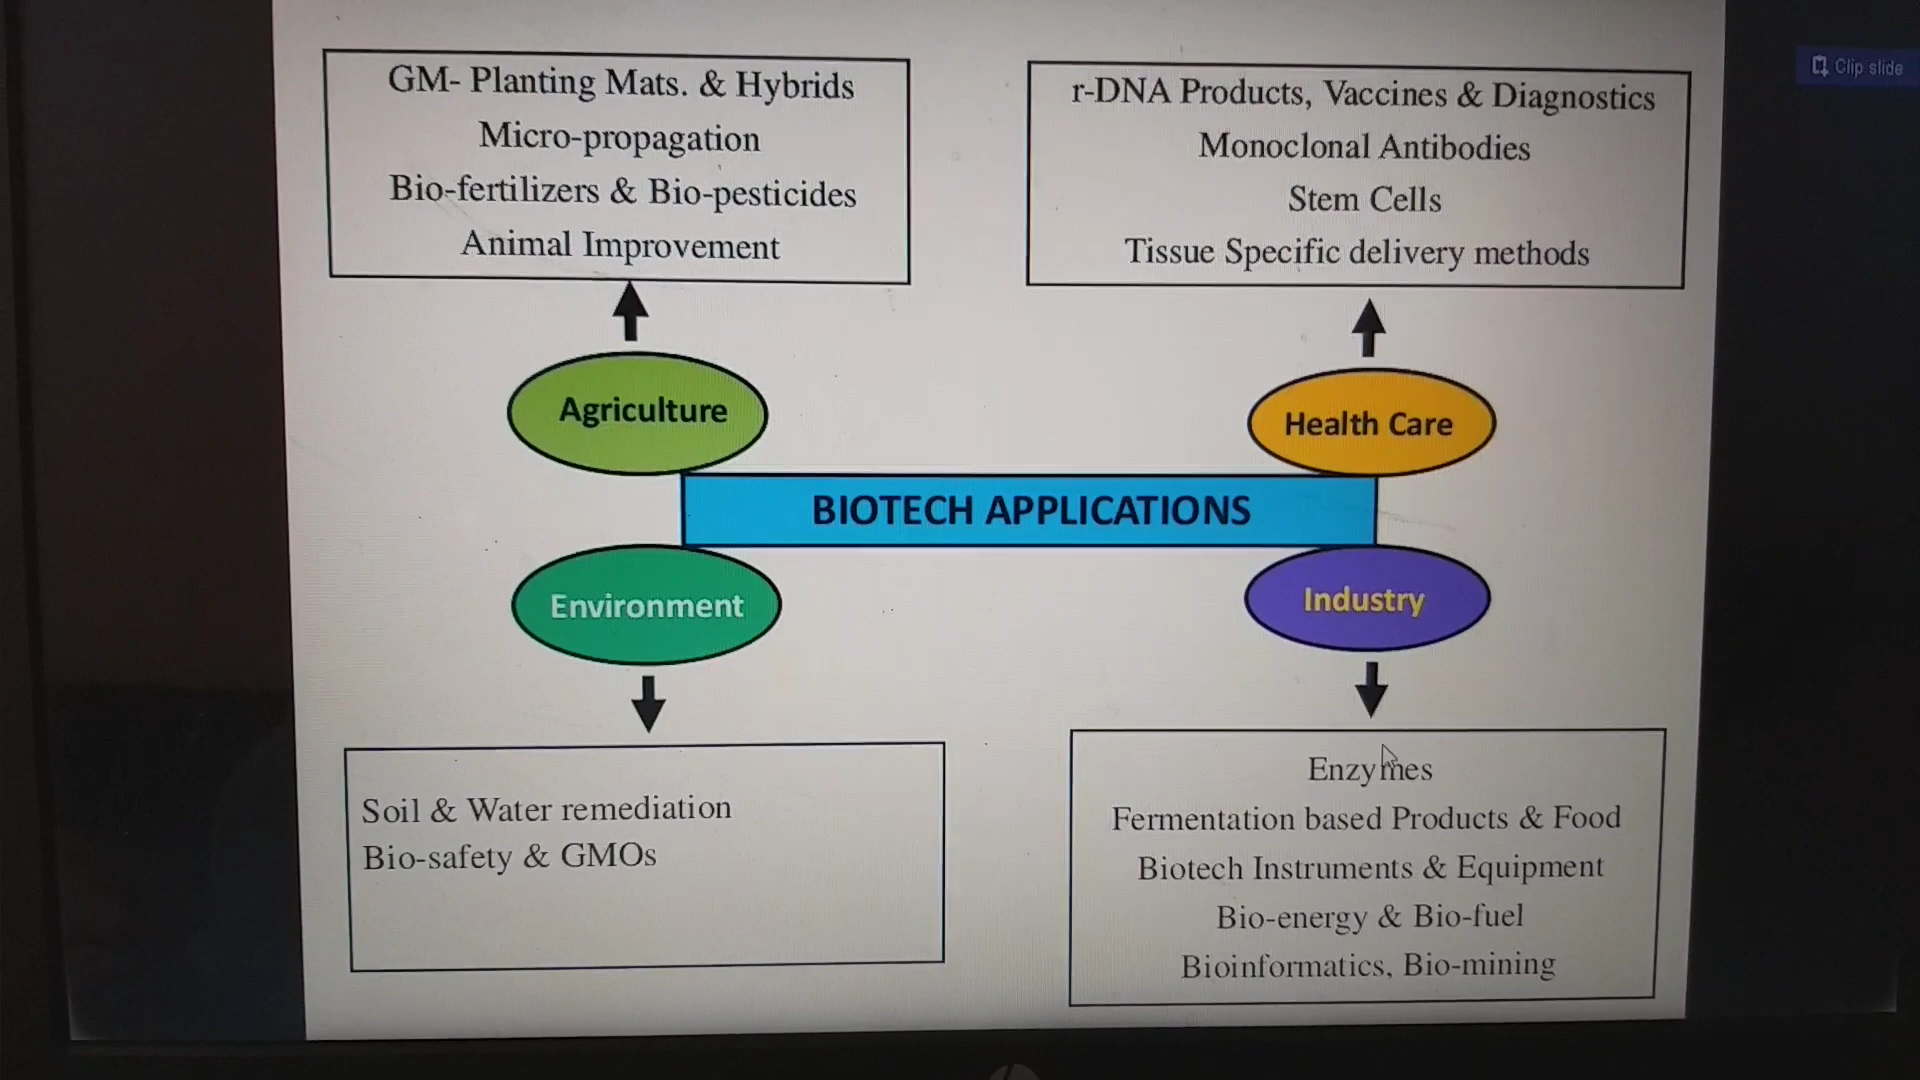 GM- Planting Mats. & Hybrids
Micro-propagation
Bio-fertilizers & Bio-pesticides
Animal Improvement
r-DNA Products, Vaccines & Diagnostics
Monoclonal Antibodies
Stem Cells
Tissue Specific delivery methods
Clip slide
Agriculture
Health Care
BIOTECH APPLICATIONS
Environment
Industry
Soil & Water remediation
Bio-safety & GMOs
Enzymes
Fermentation based Products & Food
Biotech Instruments & Equipment
Bio-energy & Bio-fuel
Bioinformatics, Bio-mining